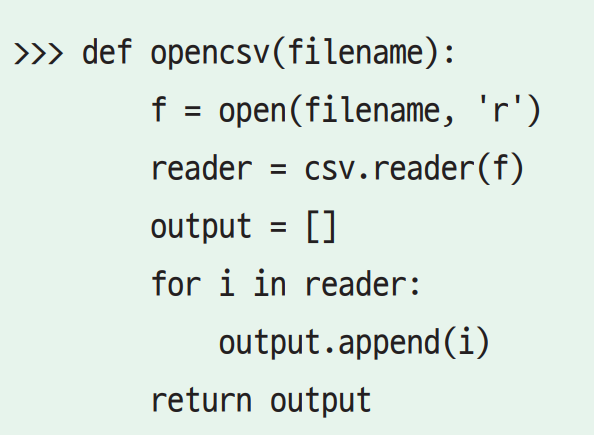 >>> def opencsv(filename):
        f = open(filename, 'r')
        reader = csv.reader(f)
        output = []
        for i in reader:
            output.append(i)
        return output